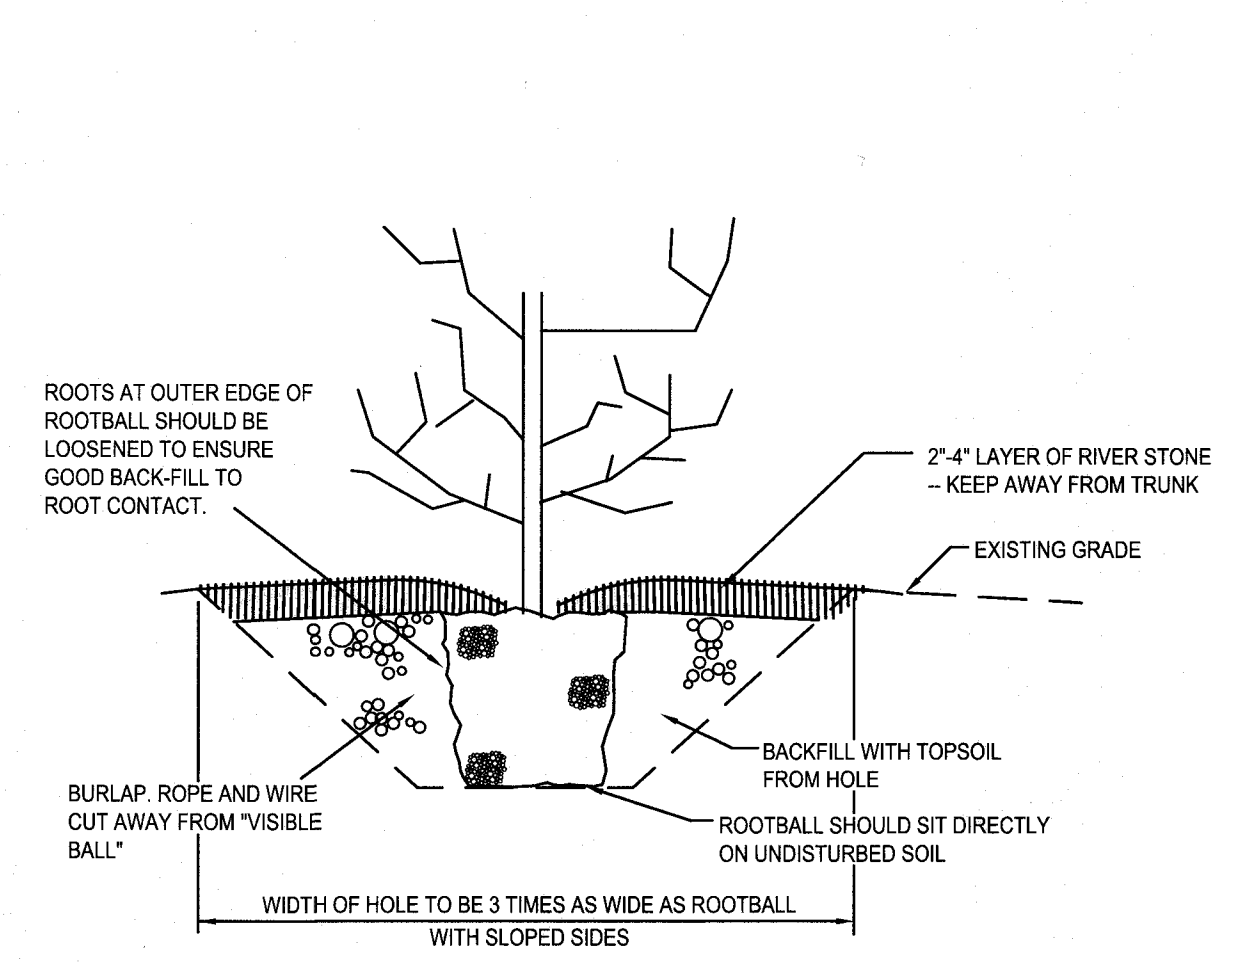 ROOTS AT OUTER EDGE OF
ROOTBALL SHOULD BE
LOOSENED TO ENSURE
GOOD BACK-FILL TO
ROOT CONTACT.
2"-4" LAYER OF RIVER STONE
-- KEEP AWAY FROM TRUNK
EXISTING GRADE
BACKFILL WITH TOPSOIL
FROM HOLE
BURLAP. ROPE AND WIRE
CUT AWAY FROM "VISIBLE
BALL"
ROOTBALL SHOULD SIT DIRECTLY
ON UNDISTURBED SOIL
WIDTH OF HOLE TO BE 3 TIMES AS WIDE AS ROOTBALL
WITH SLOPED SIDES